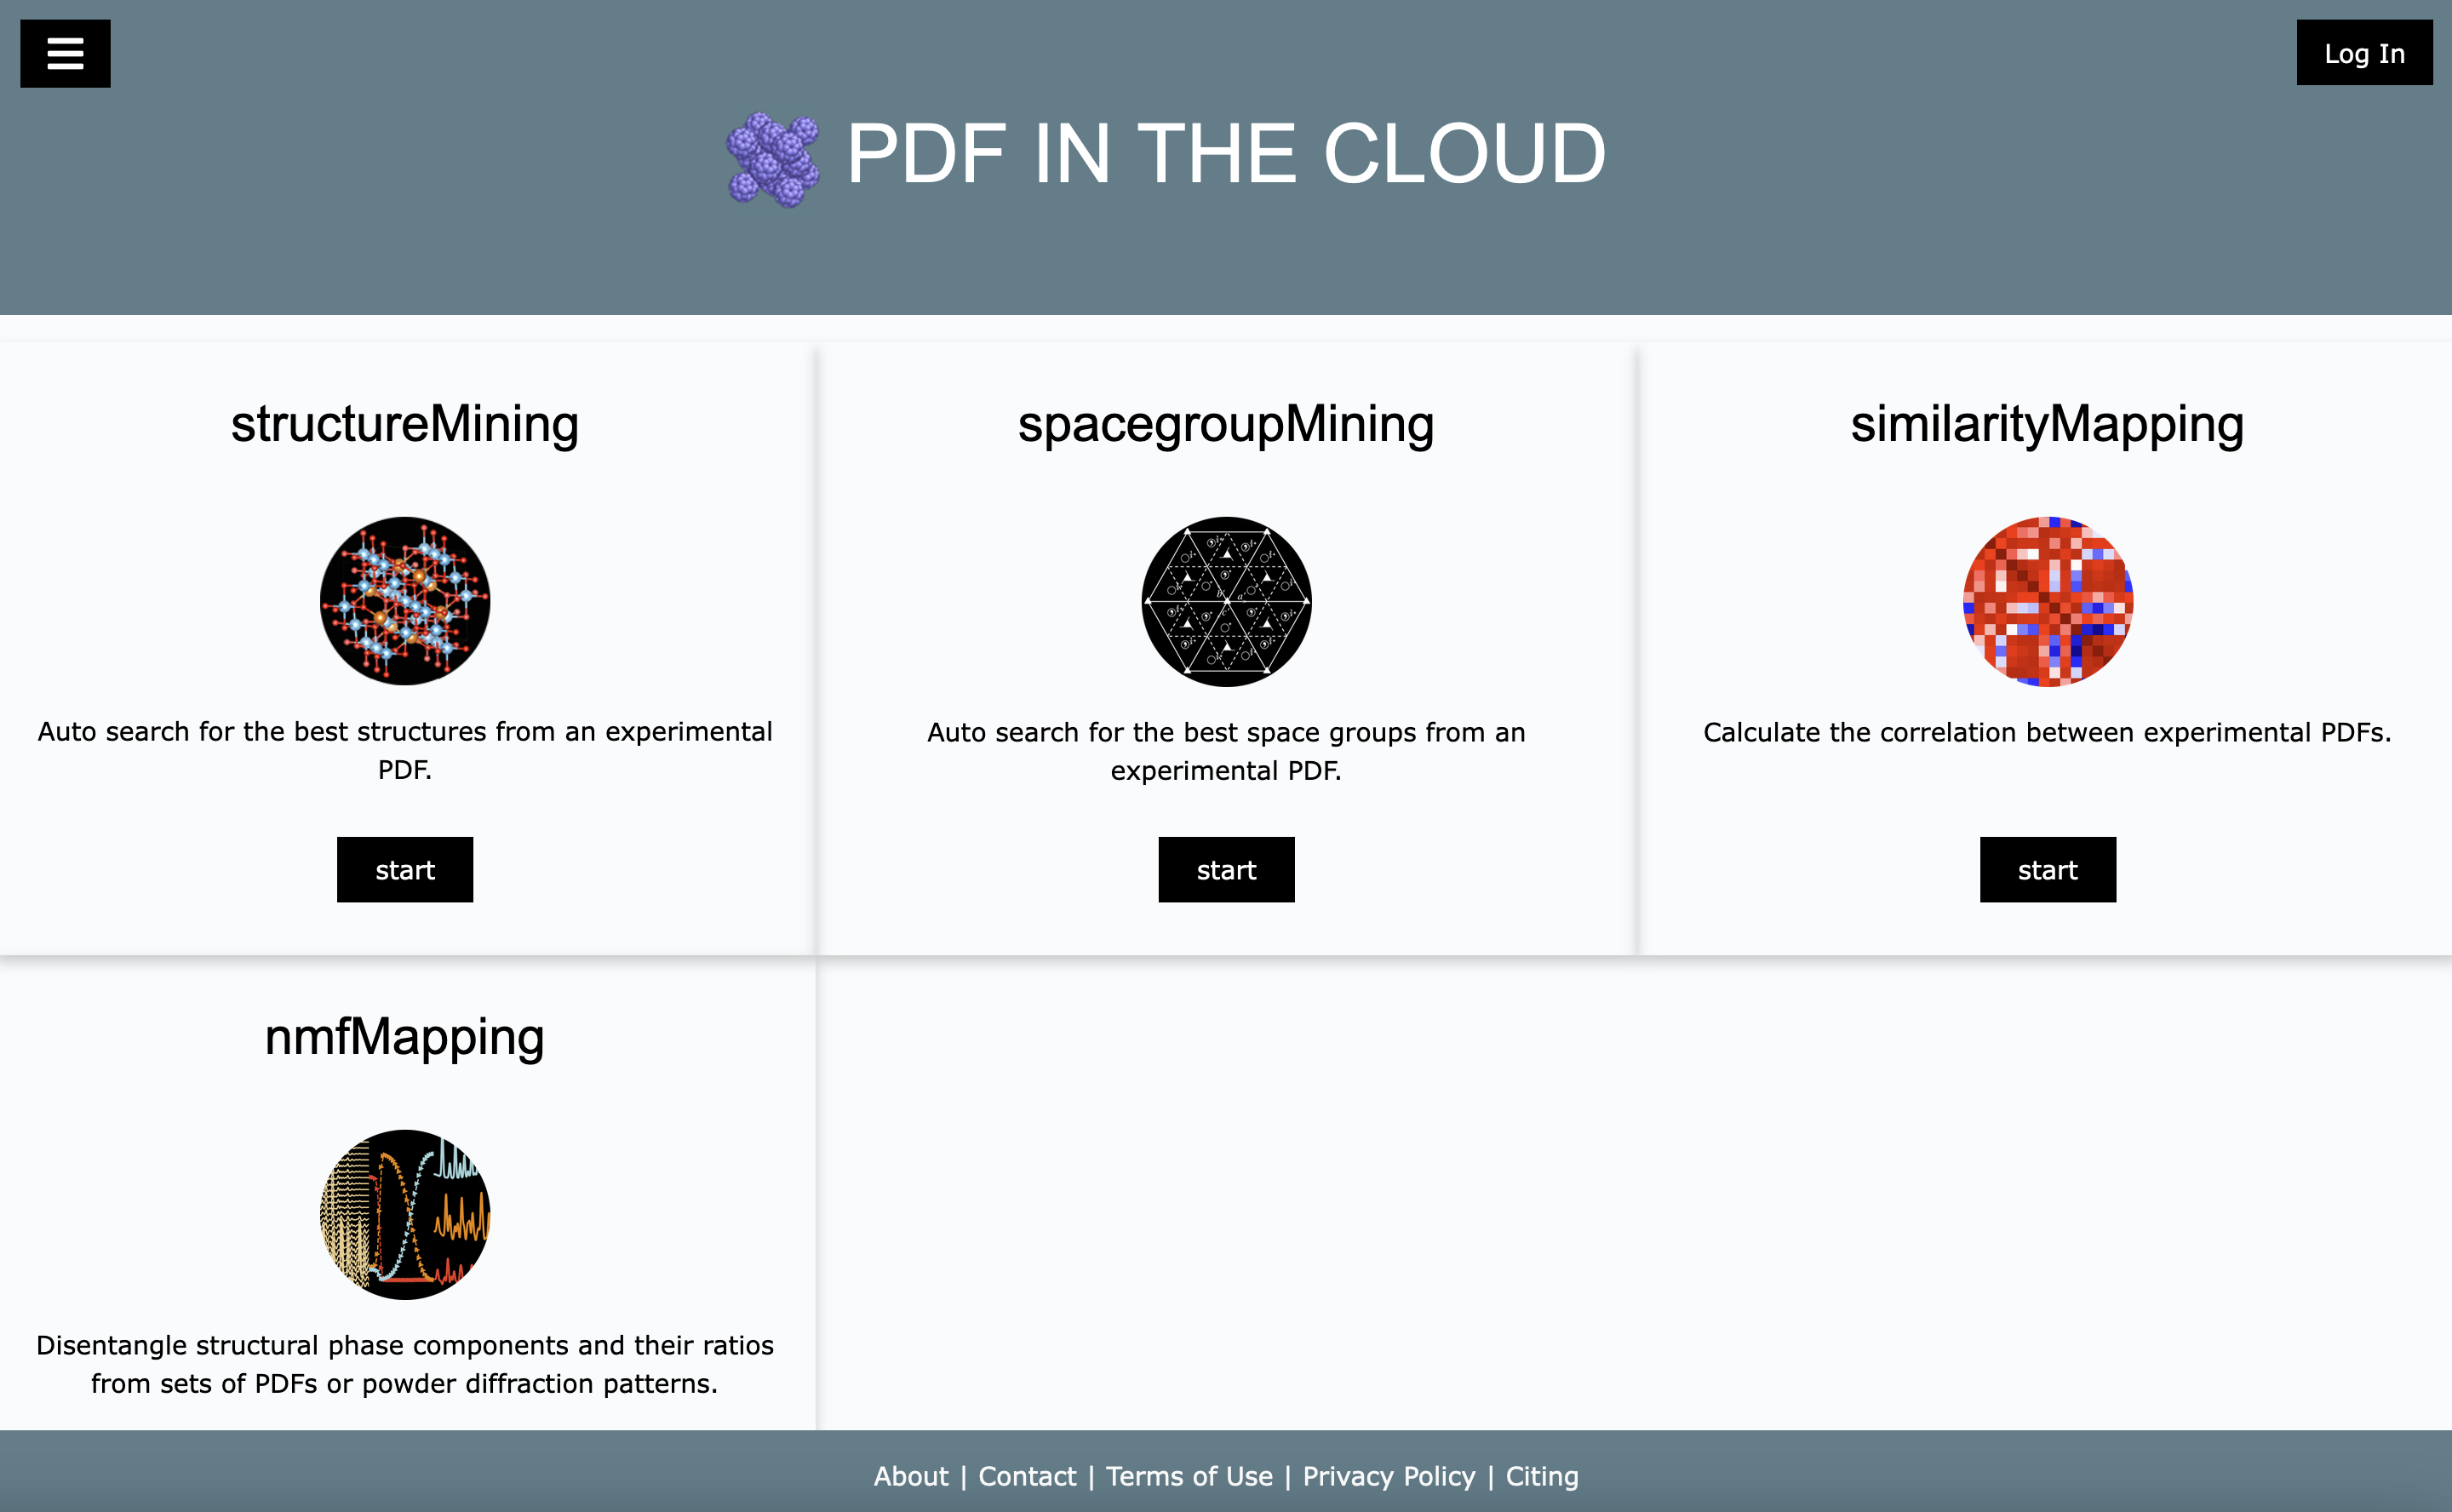 Log In
PDF IN THE CLOUD
structureMining
Auto search for the best structures from an experimental
PDF.
start
spacegroupMining
Auto search for the best space groups from an
experimental PDF.
start
similarityMapping
Calculate the correlation between experimental PDFs.
start
nmfMapping
Disentangle structural phase components and their ratios
from sets of PDFs or powder diffraction patterns.
About | Contact | Terms of Use | Privacy Policy | Citing